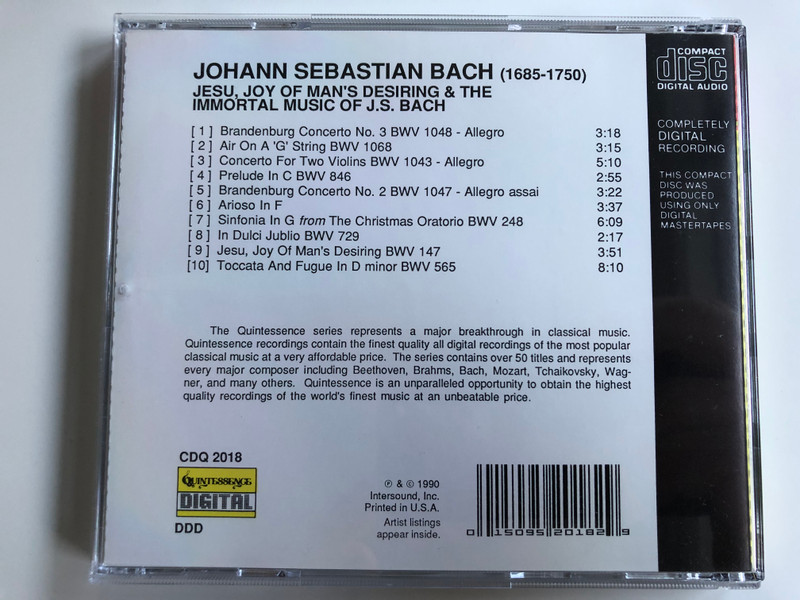 JOHANN SEBASTIAN BACH (1685-1750)
JESU, JOY OF MAN'S DESIRING & THE
IMMORTAL MUSIC OF J.S. BACH
[ 1 ] Brandenburg Concerto No. 3 BWV 1048 - Allegro 3:18
[ 2 ] Air On A 'G' String BWV 1068 3:15
[ 3 ] Concerto For Two Violins BWV 1043 - Allegro 5:10
[ 4 ] Prelude In C BWV 846 2:55
[ 5 ] Brandenburg Concerto No. 2 BWV 1047 - Allegro assai 3:22
[ 6 ] Arioso In F 3:37
[ 7 ] Sinfonia In G from The Christmas Oratorio BWV 248 6:09
[ 8 ] In Dulci Jublio BWV 729 2:17
[ 9 ] Jesu, Joy Of Man's Desiring BWV 147 3:51
[10] Toccata And Fugue In D minor BWV 565 8:10
The Quintessence series represents a major breakthrough in classical music.
Quintessence recordings contain the finest quality all digital recordings of the most popular
classical music at a very affordable price. The series contains over 50 titles and represents
every major composer including Beethoven, Brahms, Bach, Mozart, Tchaikovsky, Wag-
ner, and many others. Quintessence is an unparalleled opportunity to obtain the highest
quality recordings of the world's finest music at an unbeatable price.
CDQ 2018
QUINTESSENCE
DIGITAL
DDD
℗ & © 1990
Intersound, Inc.
Printed in U.S.A.
Artist listings
appear inside.
0 15095 20182 9
COMPACT
disc
DIGITAL AUDIO
COMPLETELY
DIGITAL
RECORDING
THIS COMPACT
DISC WAS
PRODUCED
USING ONLY
DIGITAL
MASTERTAPES